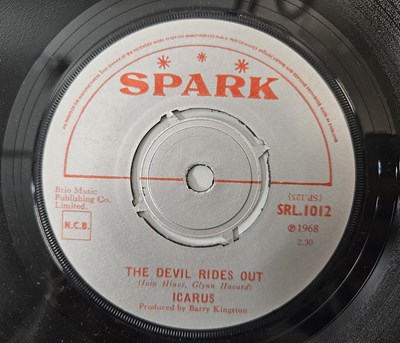 SPARK
Brio Music
Publishing Co.
Limited.
N.C.B.
(SP.125)
SRL.1012
℗ 1968
2.30
THE DEVIL RIDES OUT
(Iain Hines, Glynn Havard)
ICARUS
Produced by Barry Kingston